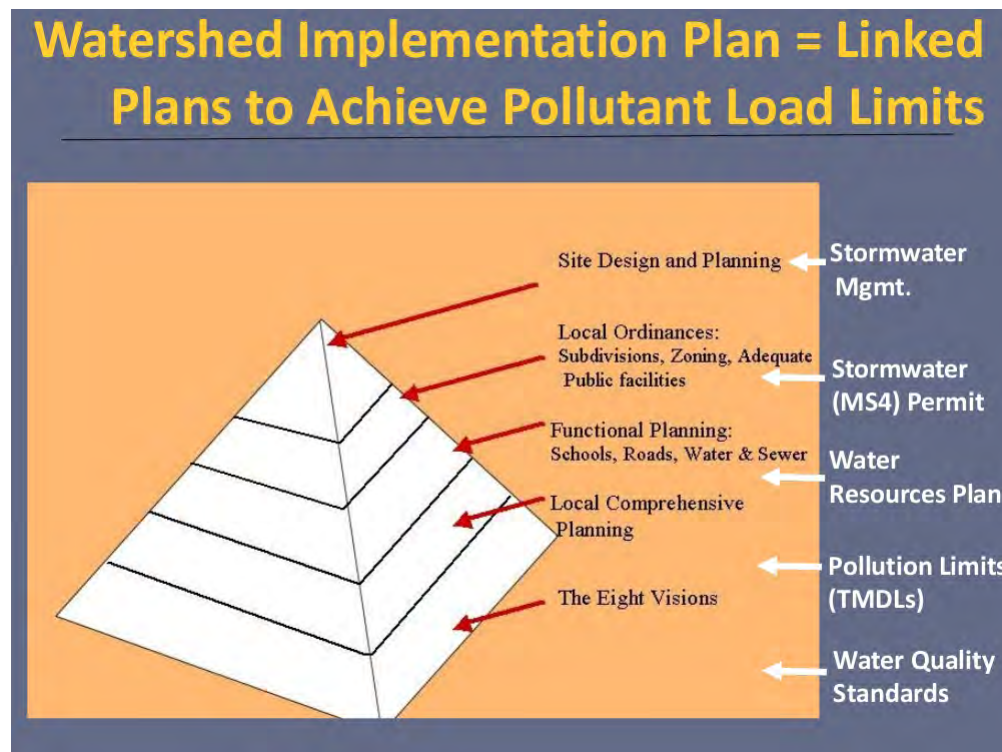 Watershed Implementation Plan = Linked
Plans to Achieve Pollutant Load Limits
Site Design and Planning
Stormwater
Mgmt.
Local Ordinances:
Subdivisions, Zoning, Adequate
Public facilities
Stormwater
(MS4) Permit
Functional Planning:
Schools, Roads, Water & Sewer
Water
Resources Plan
Local Comprehensive
Planning
Pollution Limits
(TMDLs)
The Eight Visions
Water Quality
Standards